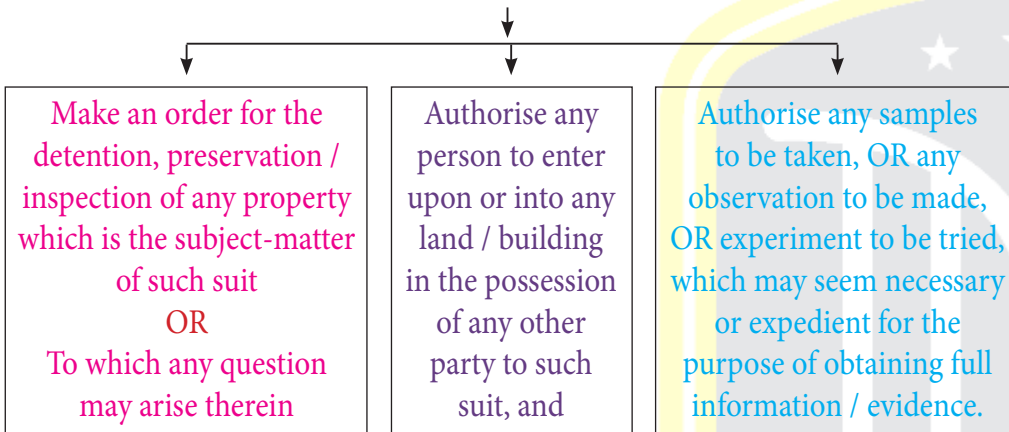 Make an order for the
detention, preservation /
inspection of any property
which is the subject-matter
of such suit
OR
To which any question
may arise therein
Authorise any
person to enter
upon or into any
land / building
in the possession
of any other
party to such
suit, and
Authorise any samples
to be taken, OR any
observation to be made,
OR experiment to be tried,
which may seem necessary
or expedient for the
purpose of obtaining full
information / evidence.